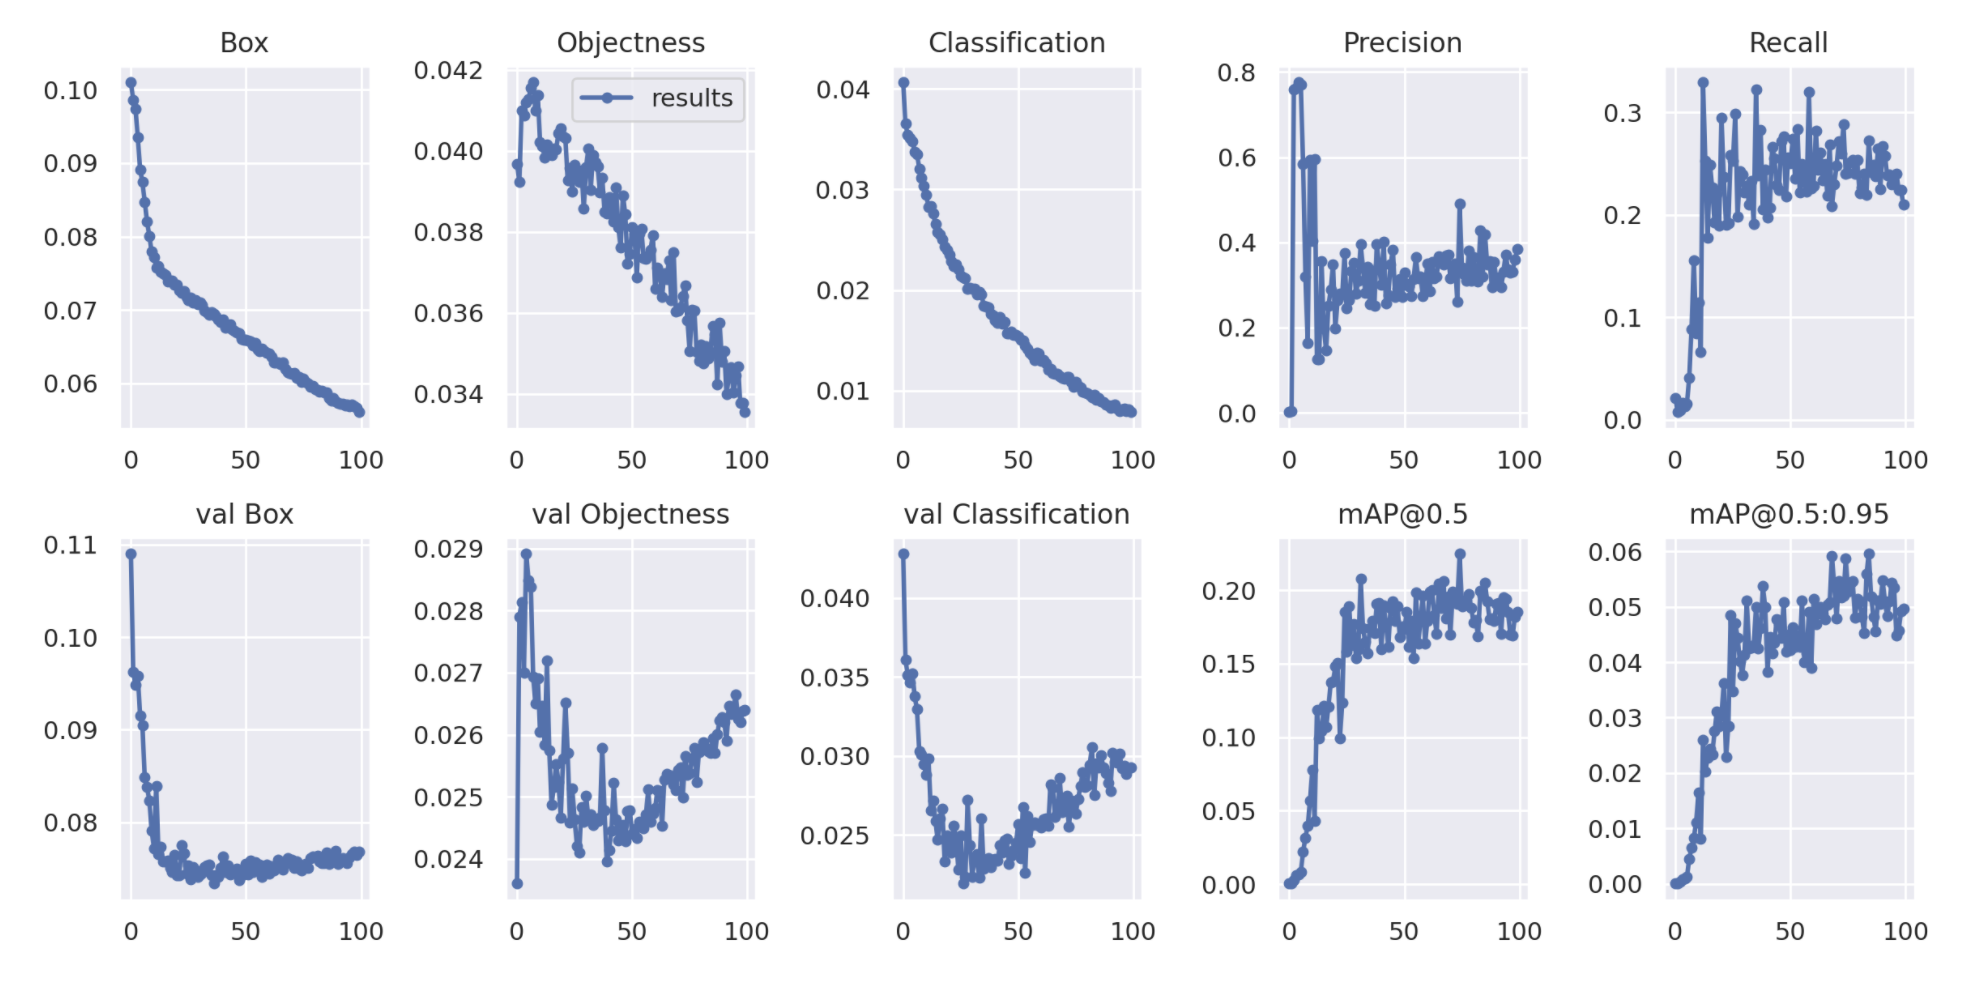 Box
0.10
0.09
0.08
0.07
0.06
0 50 100
Objectness
results
0.042
0.040
0.038
0.036
0.034
0 50 100
Classification
0.04
0.03
0.02
0.01
0 50 100
Precision
0.8
0.6
0.4
0.2
0.0
0 50 100
Recall
0.3
0.2
0.1
0.0
0 50 100
val Box
0.11
0.10
0.09
0.08
0 50 100
val Objectness
0.029
0.028
0.027
0.026
0.025
0.024
0 50 100
val Classification
0.040
0.035
0.030
0.025
0 50 100
mAP@0.5
0.20
0.15
0.10
0.05
0.00
0 50 100
mAP@0.5:0.95
0.06
0.05
0.04
0.03
0.02
0.01
0.00
0 50 100